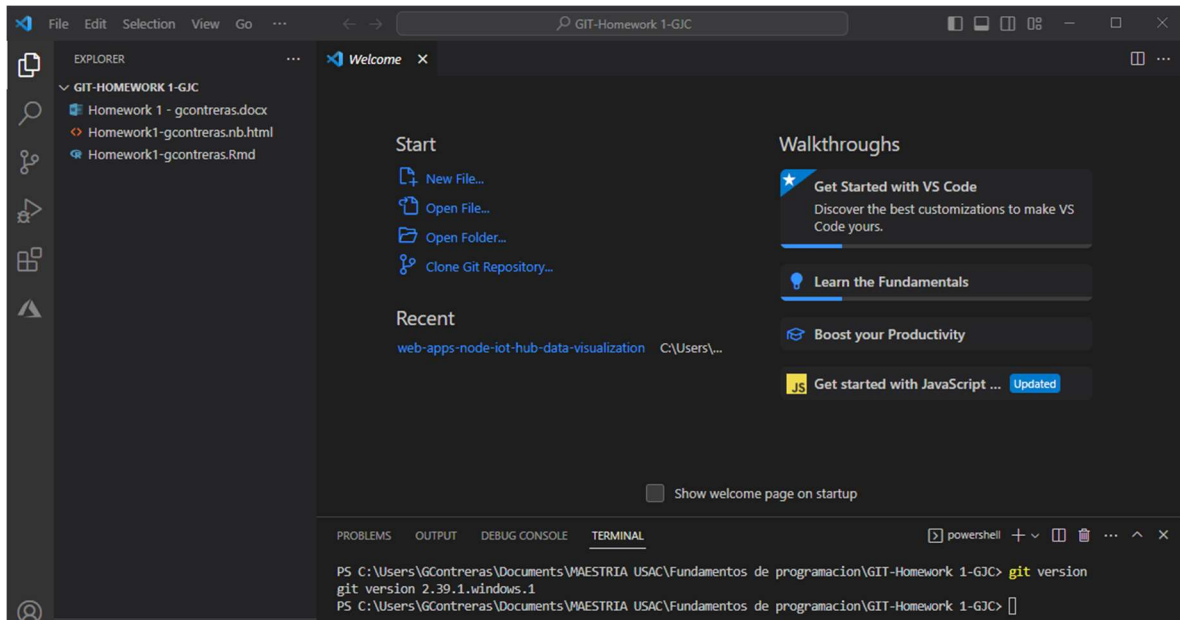 File Edit Selection View Go ...
GIT-Homework 1-GJC
EXPLORER
GIT-HOMEWORK 1-GJC
Homework 1 - gcontreras.docx
Homework1-gcontreras.nb.html
Homework1-gcontreras.Rmd
Welcome
Start
New File...
Open File...
Open Folder...
Clone Git Repository...
Recent
web-apps-node-iot-hub-data-visualization C:\Users\...
Walkthroughs
Get Started with VS Code
Discover the best customizations to make VS
Code yours.
Learn the Fundamentals
Boost your Productivity
JS Get started with JavaScript ... Updated
Show welcome page on startup
PROBLEMS OUTPUT DEBUG CONSOLE TERMINAL
powershell
PS C:\Users\GContreras\Documents\MAESTRIA USAC\Fundamentos de programacion\GIT-Homework 1-GJC> git version
git version 2.39.1.windows.1
PS C:\Users\GContreras\Documents\MAESTRIA USAC\Fundamentos de programacion\GIT-Homework 1-GJC>